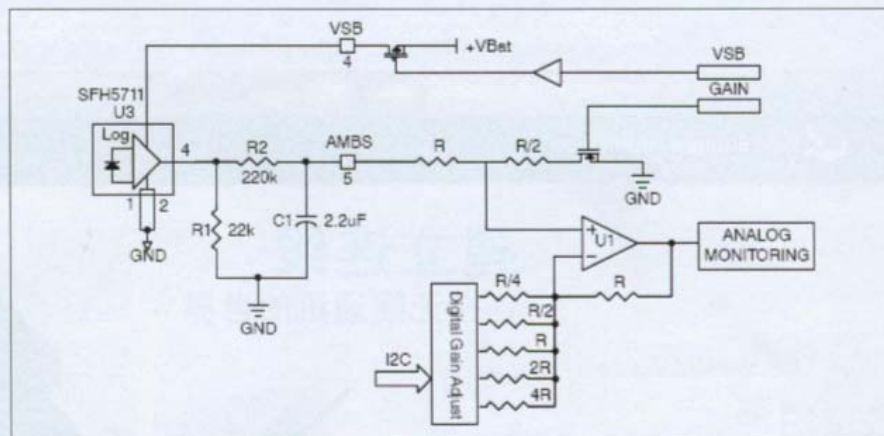 VSB
4
+VBat
VSB
GAIN
SFH5711
U3
Log
4
R2
220k
AMBS
5
R
R/2
GND
1
2
R1
22k
C1
2.2uF
GND
GND
+
U1
−
ANALOG
MONITORING
R/4
R
R/2
R
2R
4R
Digital Gain Adjust
I2C